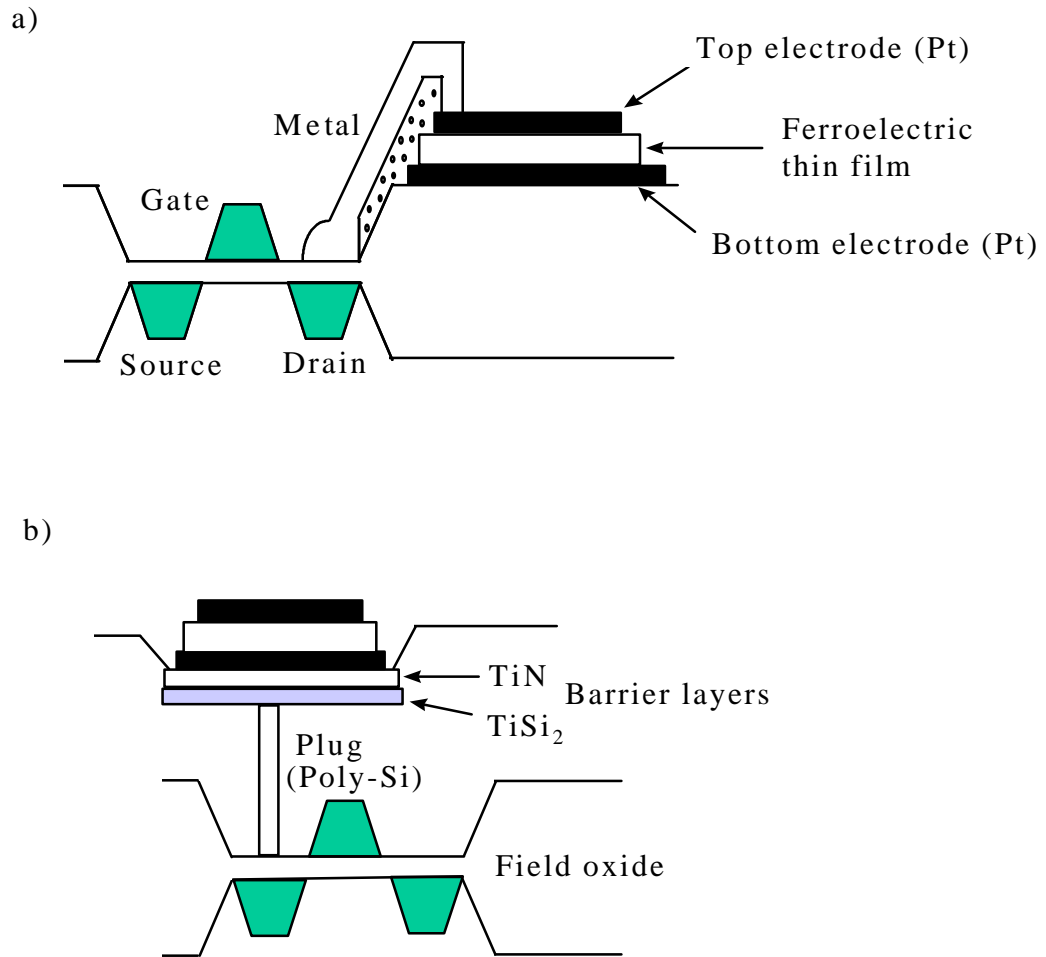 a)
Top electrode (Pt)
Metal
Ferroelectric
thin film
Gate
Bottom electrode (Pt)
Source
Drain
b)
TiN
Barrier layers
TiSi₂
Plug
(Poly-Si)
Field oxide